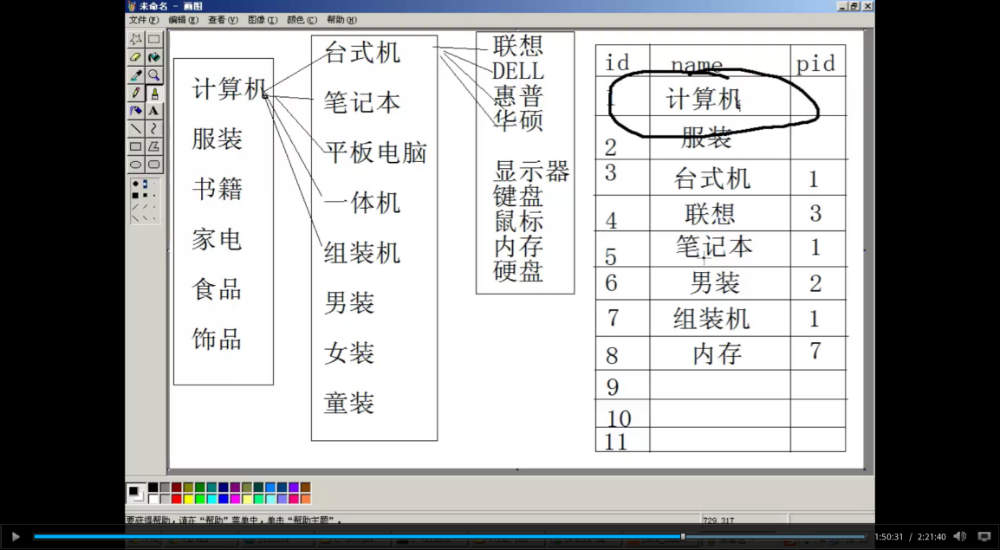 未命名 - 画图
文件(F) 编辑(E) 查看(V) 图像(I) 颜色(C) 帮助(H)
计算机
服装
书籍
家电
食品
饰品
台式机
笔记本
平板电脑
一体机
组装机
男装
女装
童装
联想
DELL
惠普
华硕
显示器
键盘
鼠标
内存
硬盘
id name pid
1 计算机
2 服装
3 台式机 1
4 联想 3
5 笔记本 1
6 男装 2
7 组装机 1
8 内存 7
9
10
11
要获得帮助，请在“帮助”菜单中，单击“帮助主题”。
729,317
1:50:31 / 2:21:40